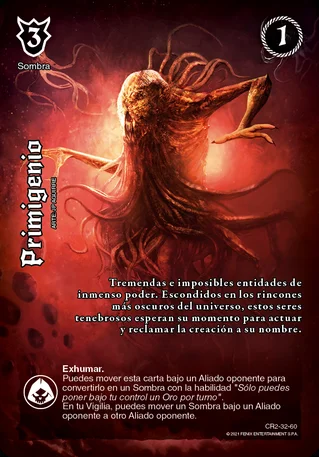 3
1
Sombra
Primigenio
ARTE: P. AGUIRRE
Tremendas e imposibles entidades de
inmenso poder. Escondidos en los rincones
más oscuros del universo, estos seres
tenebrosos esperan su momento para actuar
y reclamar la creación a su nombre.
Exhumar.
Puedes mover esta carta bajo un Aliado oponente para
convertirlo en un Sombra con la habilidad "Sólo puedes
poner bajo tu control un Oro por turno".
En tu Vigilia, puedes mover un Sombra bajo un Aliado
oponente a otro Aliado oponente.
CR2-32-60
© 2021 FENIX ENTERTAINMENT S.P.A.